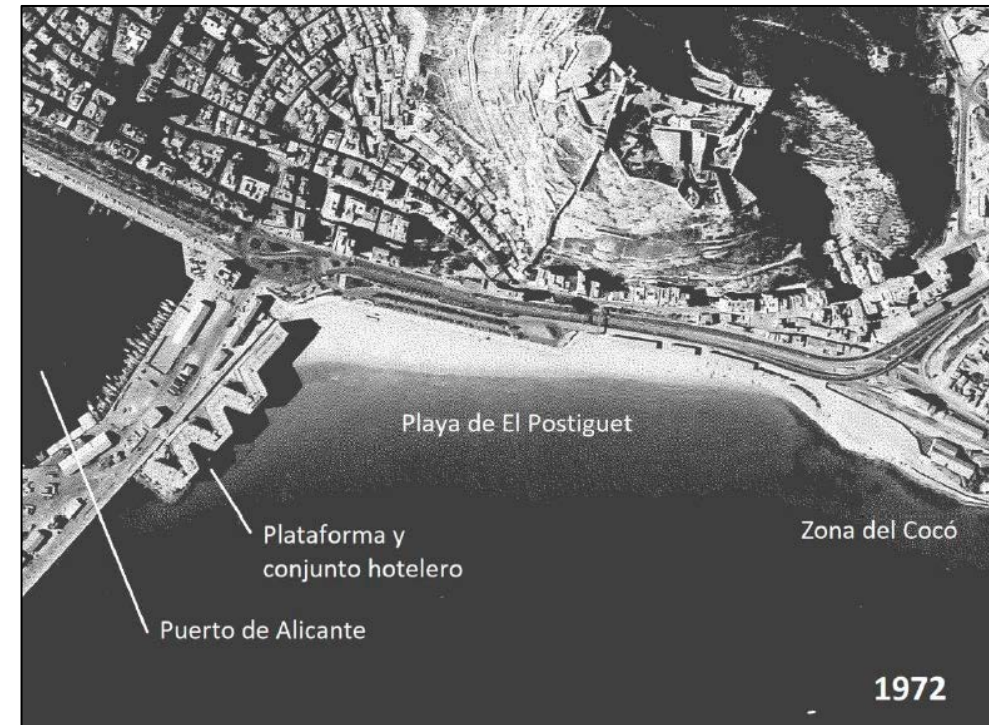 Playa de El Postiguet
Zona del Cocó
Plataforma y
conjunto hotelero
Puerto de Alicante
1972